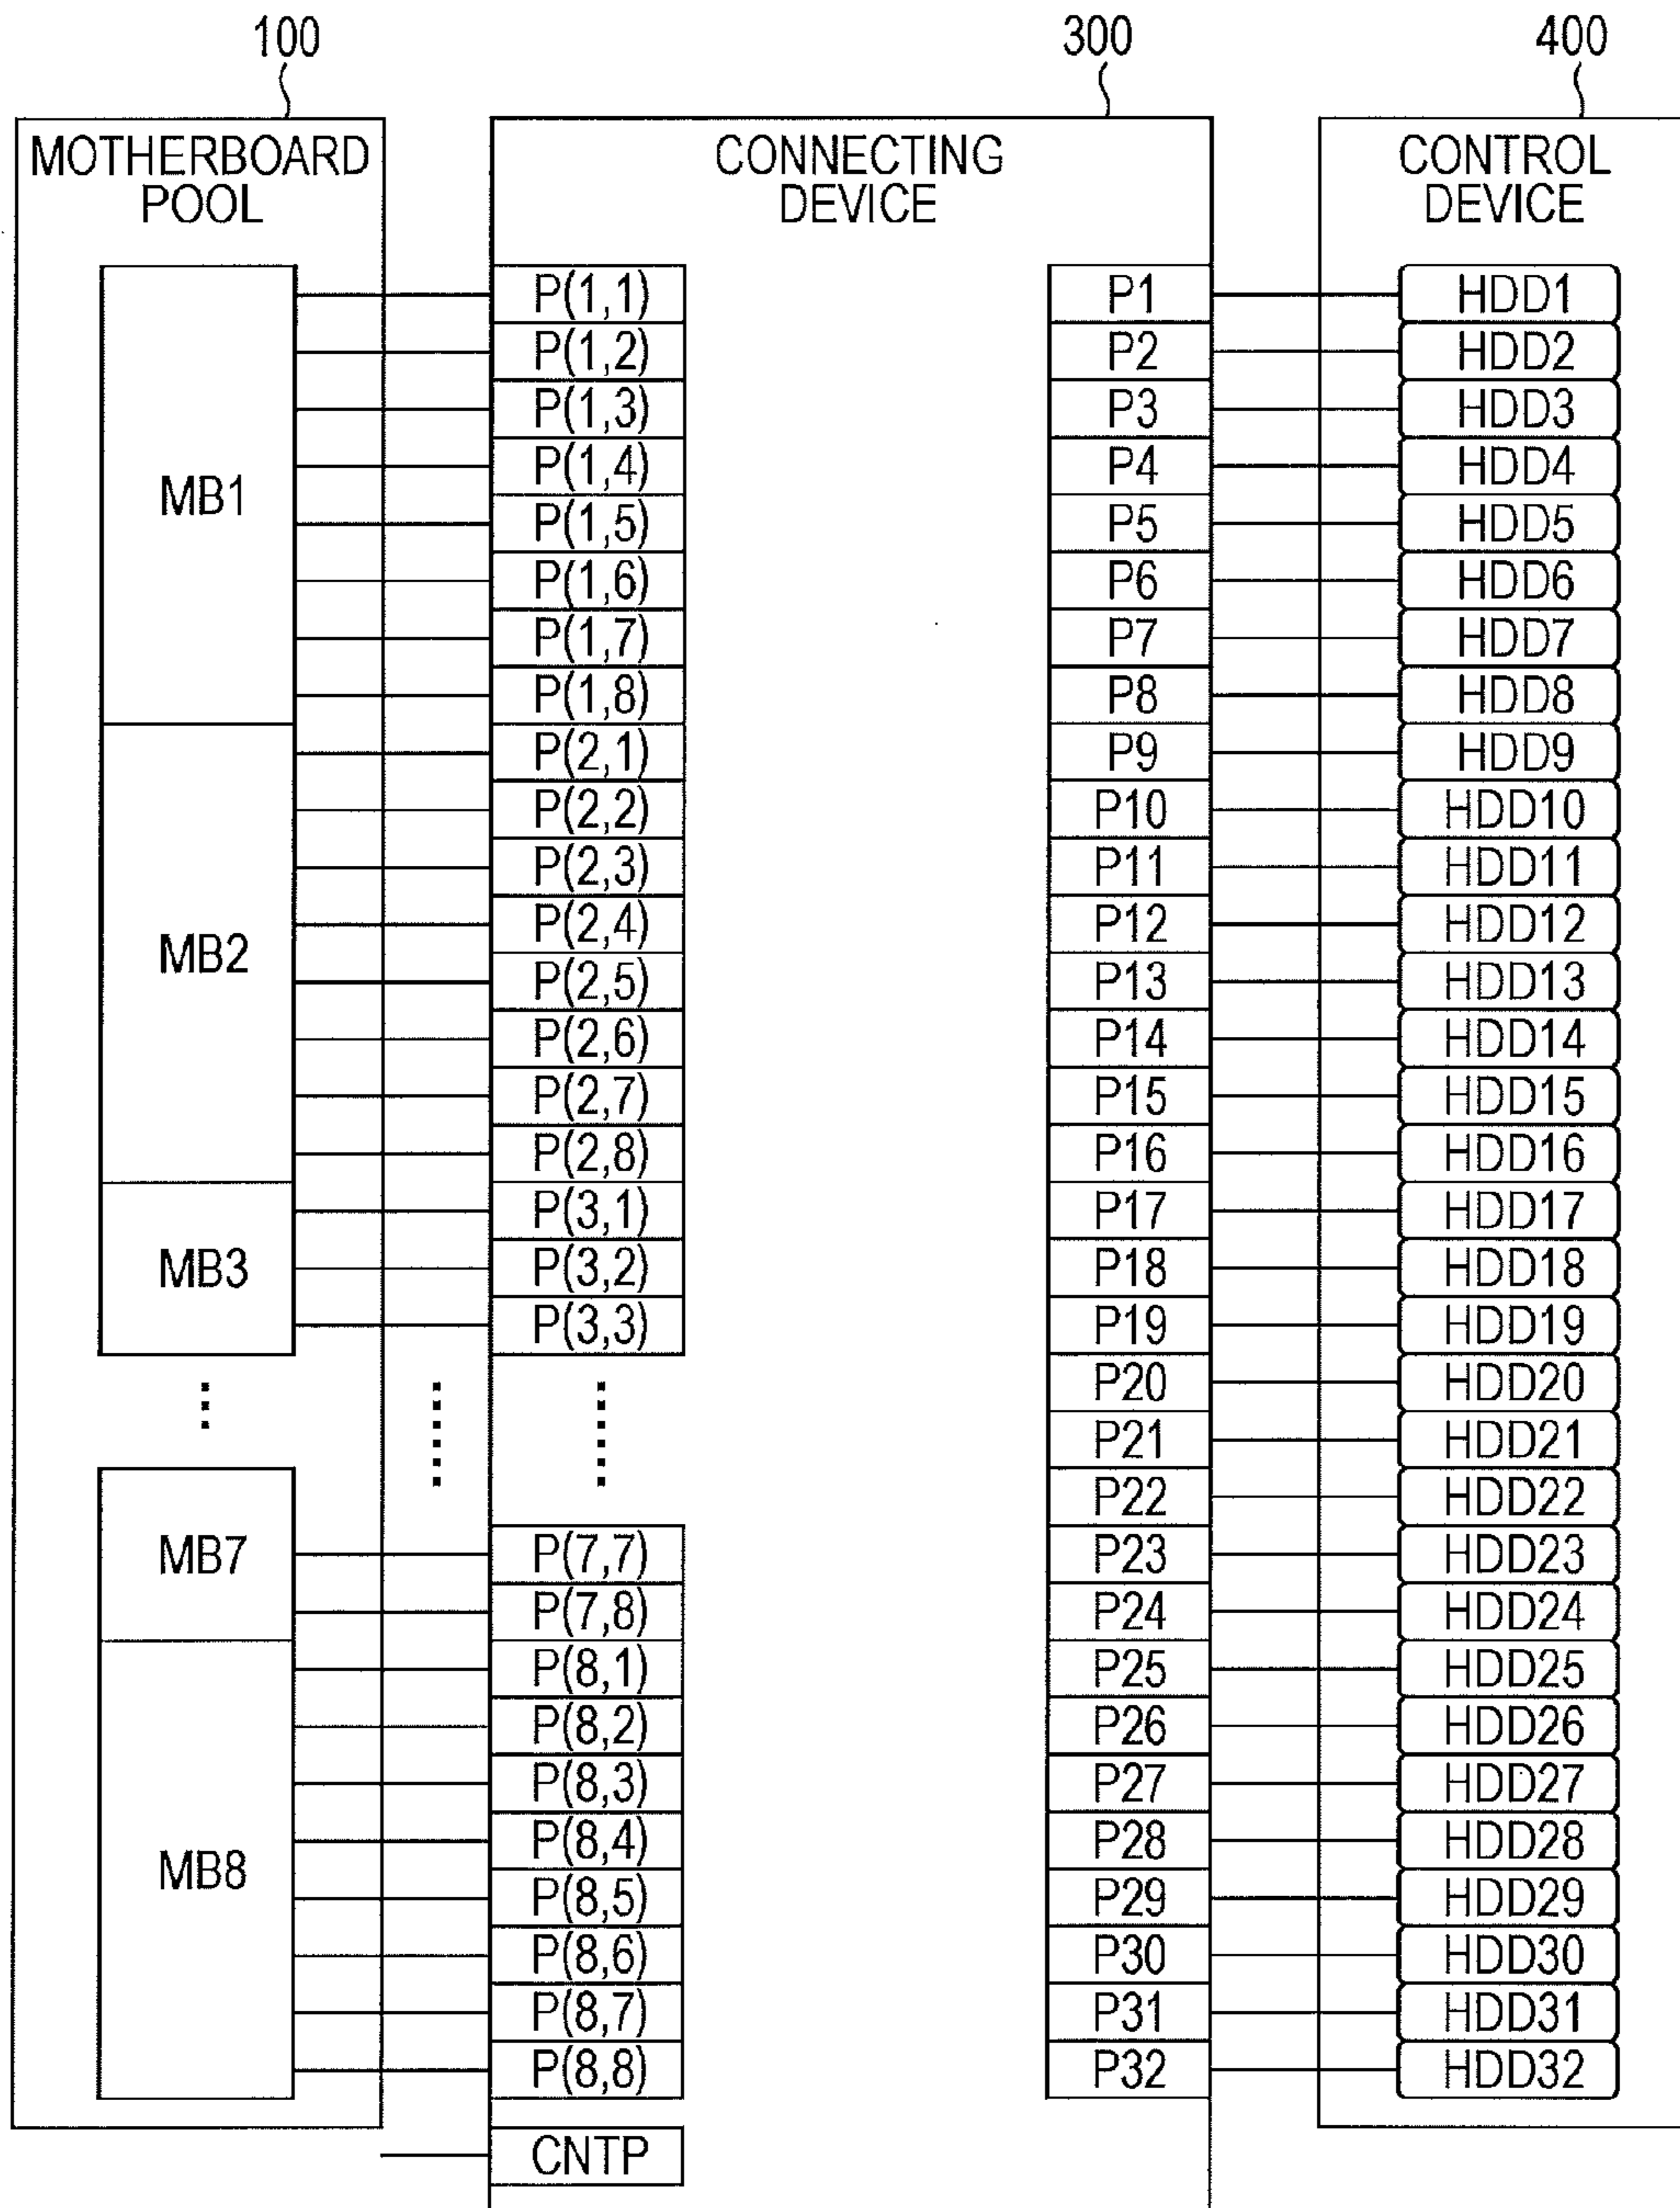 100
300
400
MOTHERBOARD
POOL
CONNECTING
DEVICE
CONTROL
DEVICE
MB1
MB2
MB3
MB7
MB8
P(1,1)
P(1,2)
P(1,3)
P(1,4)
P(1,5)
P(1,6)
P(1,7)
P(1,8)
P(2,1)
P(2,2)
P(2,3)
P(2,4)
P(2,5)
P(2,6)
P(2,7)
P(2,8)
P(3,1)
P(3,2)
P(3,3)
P(7,7)
P(7,8)
P(8,1)
P(8,2)
P(8,3)
P(8,4)
P(8,5)
P(8,6)
P(8,7)
P(8,8)
CNTP
P1
P2
P3
P4
P5
P6
P7
P8
P9
P10
P11
P12
P13
P14
P15
P16
P17
P18
P19
P20
P21
P22
P23
P24
P25
P26
P27
P28
P29
P30
P31
P32
HDD1
HDD2
HDD3
HDD4
HDD5
HDD6
HDD7
HDD8
HDD9
HDD10
HDD11
HDD12
HDD13
HDD14
HDD15
HDD16
HDD17
HDD18
HDD19
HDD20
HDD21
HDD22
HDD23
HDD24
HDD25
HDD26
HDD27
HDD28
HDD29
HDD30
HDD31
HDD32